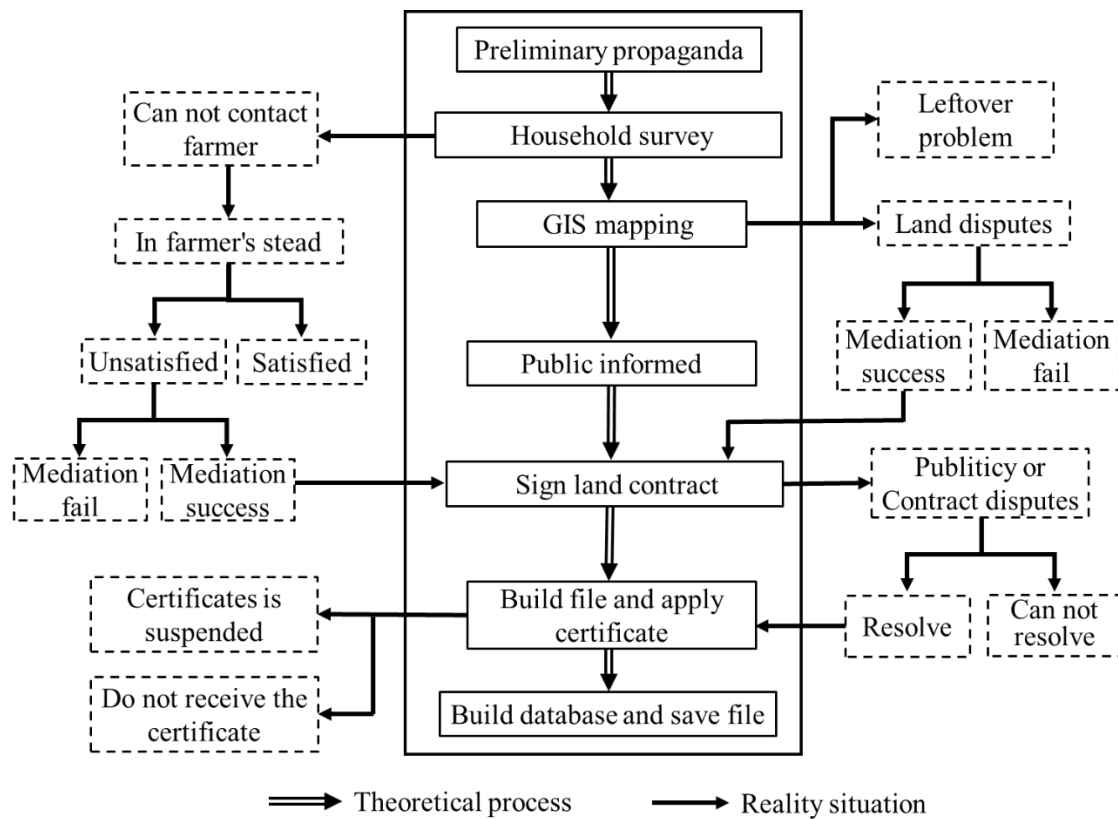 Preliminary propaganda
Can not contact
farmer
Household survey
Leftover
problem
In farmer's stead
GIS mapping
Land disputes
Unsatisfied
Satisfied
Public informed
Mediation
success
Mediation
fail
Mediation
fail
Mediation
success
Sign land contract
Publiticy or
Contract disputes
Certificates is
suspended
Build file and apply
certificate
Resolve
Can not
resolve
Do not receive the
certificate
Build database and save file
Theoretical process
Reality situation